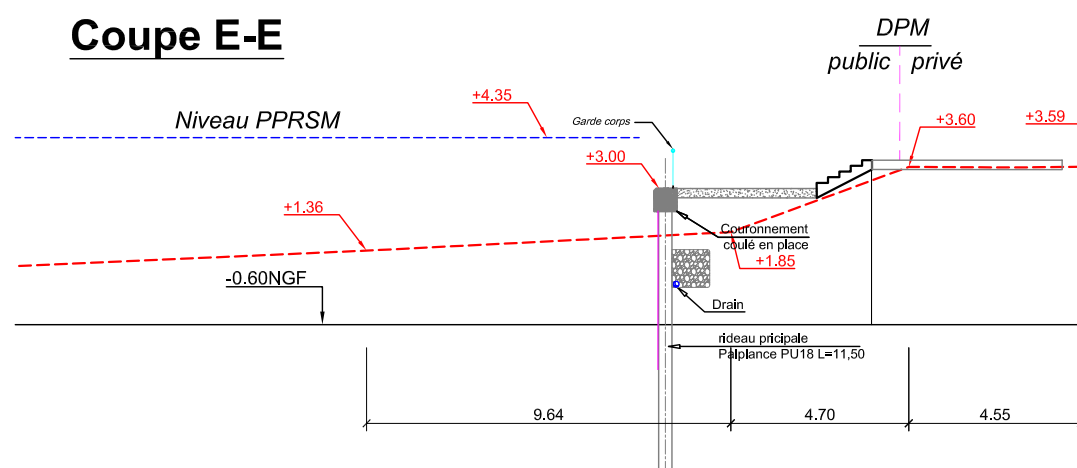 Coupe E-E
DPM
public privé
Niveau PPRSM
+4.35
Garde corps
+3.60
+3.59
+3.00
+1.36
Couronnement
coulé en place
+1.85
-0.60NGF
Drain
rideau pricipale
Palplance PU18 L=11,50
9.64
4.70
4.55